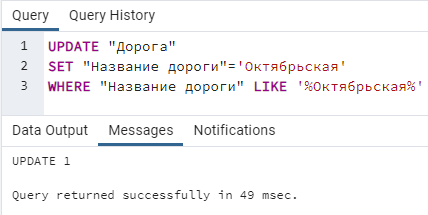 Query Query History
1 UPDATE "Дорога"
2 SET "Название дороги"='Октябрьская'
3 WHERE "Название дороги" LIKE '%Октябрьская%'
Data Output Messages Notifications
UPDATE 1
Query returned successfully in 49 msec.